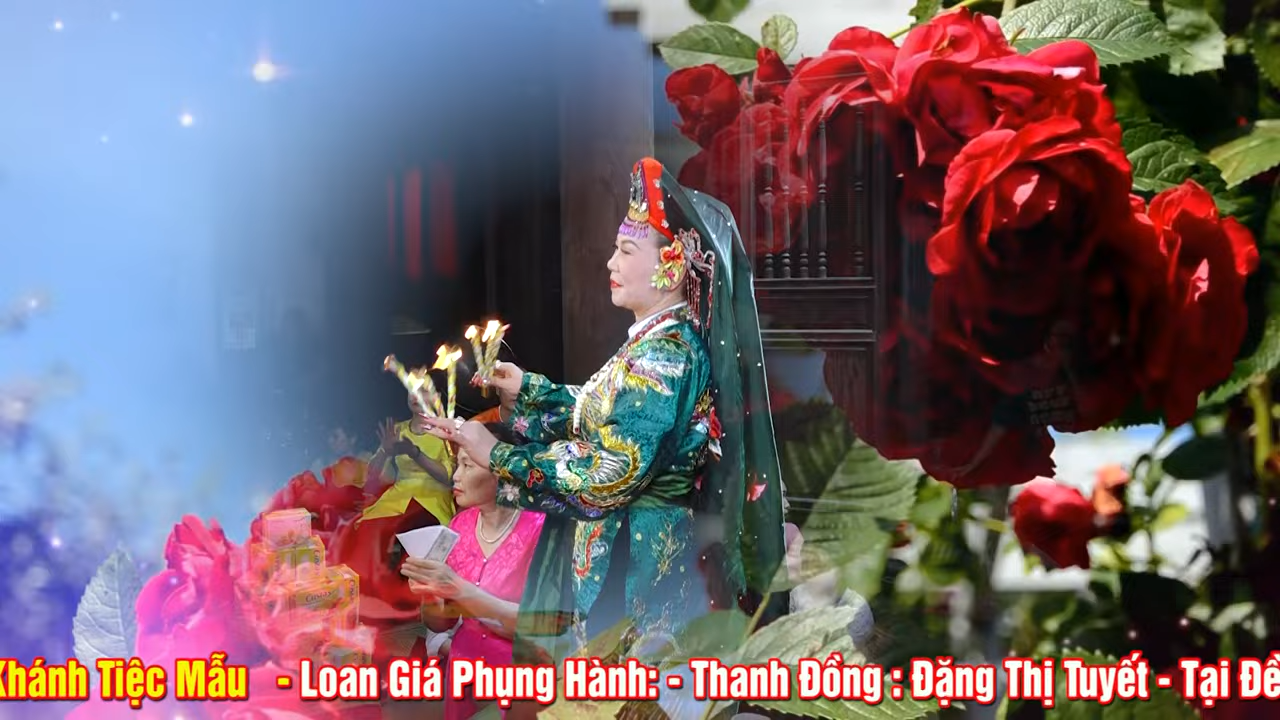 Khánh Tiệc Mẫu - Loan Giá Phụng Hành: - Thanh Đồng : Đặng Thị Tuyết - Tại Đề